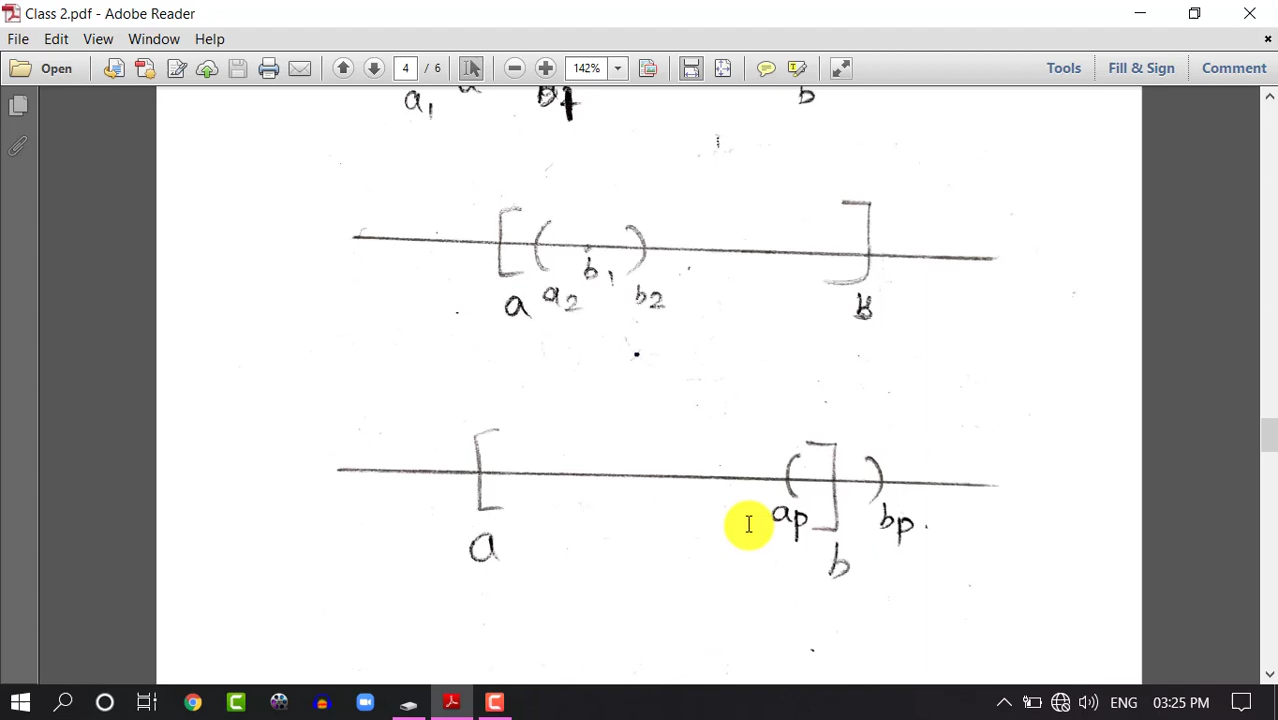 Class 2.pdf - Adobe Reader
File Edit View Window Help
Open 4 / 6 142% Tools Fill & Sign Comment
a1 a b
a a2 b1 b2 b
a ap b bp.
ENG 03:25 PM